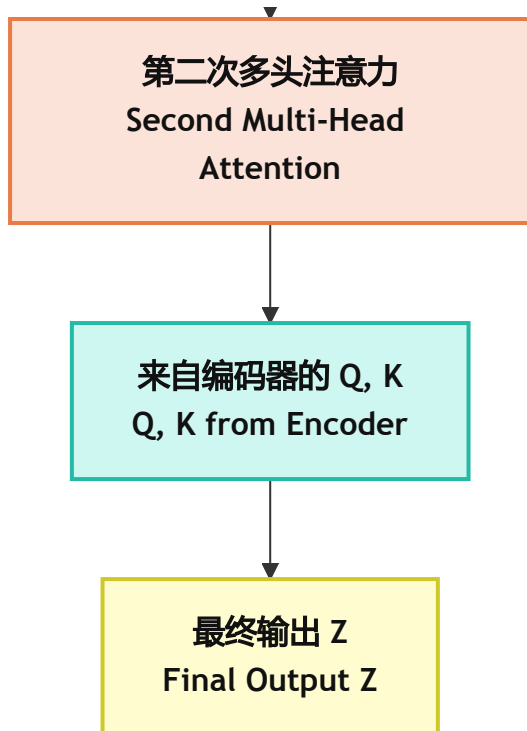 第二次多头注意力
Second Multi-Head
Attention
来自编码器的 Q, K
Q, K from Encoder
最终输出 Z
Final Output Z